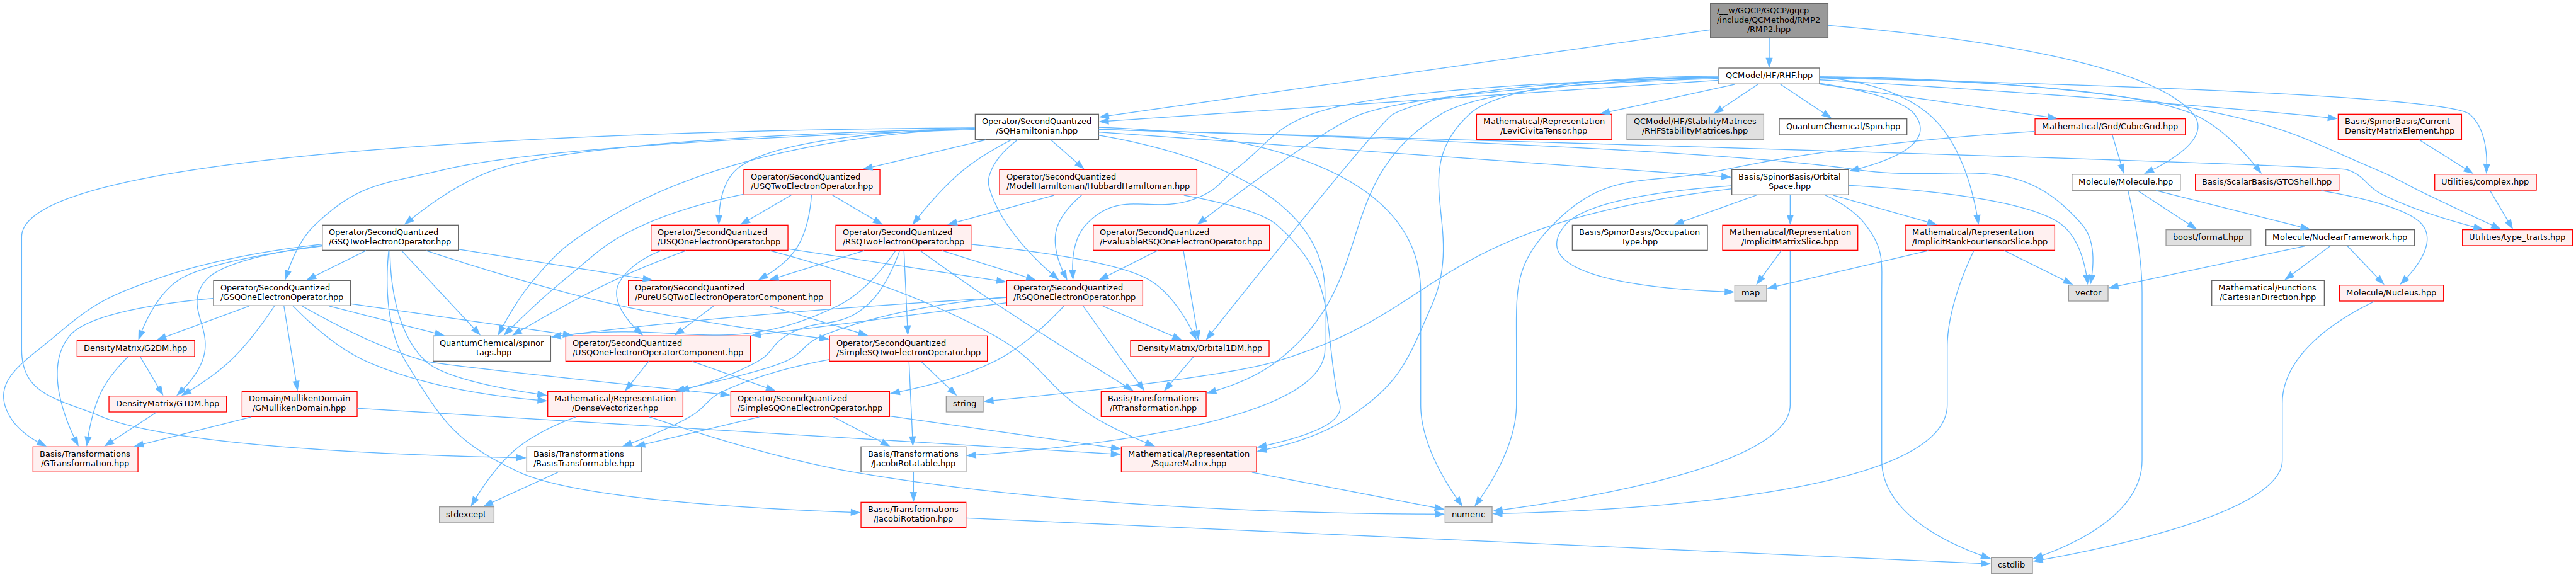 /__w/GQCP/GQCP/gqcp
/include/QCMethod/RMP2
/RMP2.hpp
QCModel/HF/RHF.hpp
Operator/SecondQuantized
/SQHamiltonian.hpp
Mathematical/Representation
/LeviCivitaTensor.hpp
QCModel/HF/StabilityMatrices
/RHFStabilityMatrices.hpp
QuantumChemical/Spin.hpp
Mathematical/Grid/CubicGrid.hpp
Basis/SpinorBasis/Current
DensityMatrixElement.hpp
Operator/SecondQuantized
/USQTwoElectronOperator.hpp
Operator/SecondQuantized
/ModelHamiltonian/HubbardHamiltonian.hpp
Basis/SpinorBasis/Orbital
Space.hpp
Molecule/Molecule.hpp
Basis/ScalarBasis/GTOShell.hpp
Utilities/complex.hpp
Operator/SecondQuantized
/GSQTwoElectronOperator.hpp
Operator/SecondQuantized
/USQOneElectronOperator.hpp
Operator/SecondQuantized
/RSQTwoElectronOperator.hpp
Operator/SecondQuantized
/EvaluableRSQOneElectronOperator.hpp
Basis/SpinorBasis/Occupation
Type.hpp
Mathematical/Representation
/ImplicitMatrixSlice.hpp
Mathematical/Representation
/ImplicitRankFourTensorSlice.hpp
boost/format.hpp
Molecule/NuclearFramework.hpp
Utilities/type_traits.hpp
Operator/SecondQuantized
/GSQOneElectronOperator.hpp
Operator/SecondQuantized
/PureUSQTwoElectronOperatorComponent.hpp
Operator/SecondQuantized
/RSQOneElectronOperator.hpp
map
vector
Mathematical/Functions
/CartesianDirection.hpp
Molecule/Nucleus.hpp
DensityMatrix/G2DM.hpp
QuantumChemical/spinor
_tags.hpp
Operator/SecondQuantized
/USQOneElectronOperatorComponent.hpp
Operator/SecondQuantized
/SimpleSQTwoElectronOperator.hpp
DensityMatrix/Orbital1DM.hpp
DensityMatrix/G1DM.hpp
Domain/MullikenDomain
/GMullikenDomain.hpp
Mathematical/Representation
/DenseVectorizer.hpp
Operator/SecondQuantized
/SimpleSQOneElectronOperator.hpp
string
Basis/Transformations
/RTransformation.hpp
Basis/Transformations
/GTransformation.hpp
Basis/Transformations
/BasisTransformable.hpp
Basis/Transformations
/JacobiRotatable.hpp
Mathematical/Representation
/SquareMatrix.hpp
stdexcept
Basis/Transformations
/JacobiRotation.hpp
numeric
cstdlib